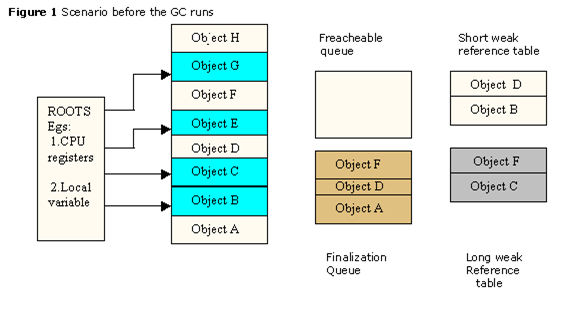 Figure 1 Scenario before the GC runs
ROOTS
Egs:
1.CPU
registers
2.Local
variable
Object H
Object G
Object F
Object E
Object D
Object C
Object B
Object A
Freacheable
queue
Object F
Object D
Object A
Finalization
Queue
Short weak
reference table
Object D
Object B
Object F
Object C
Long weak
Reference
table